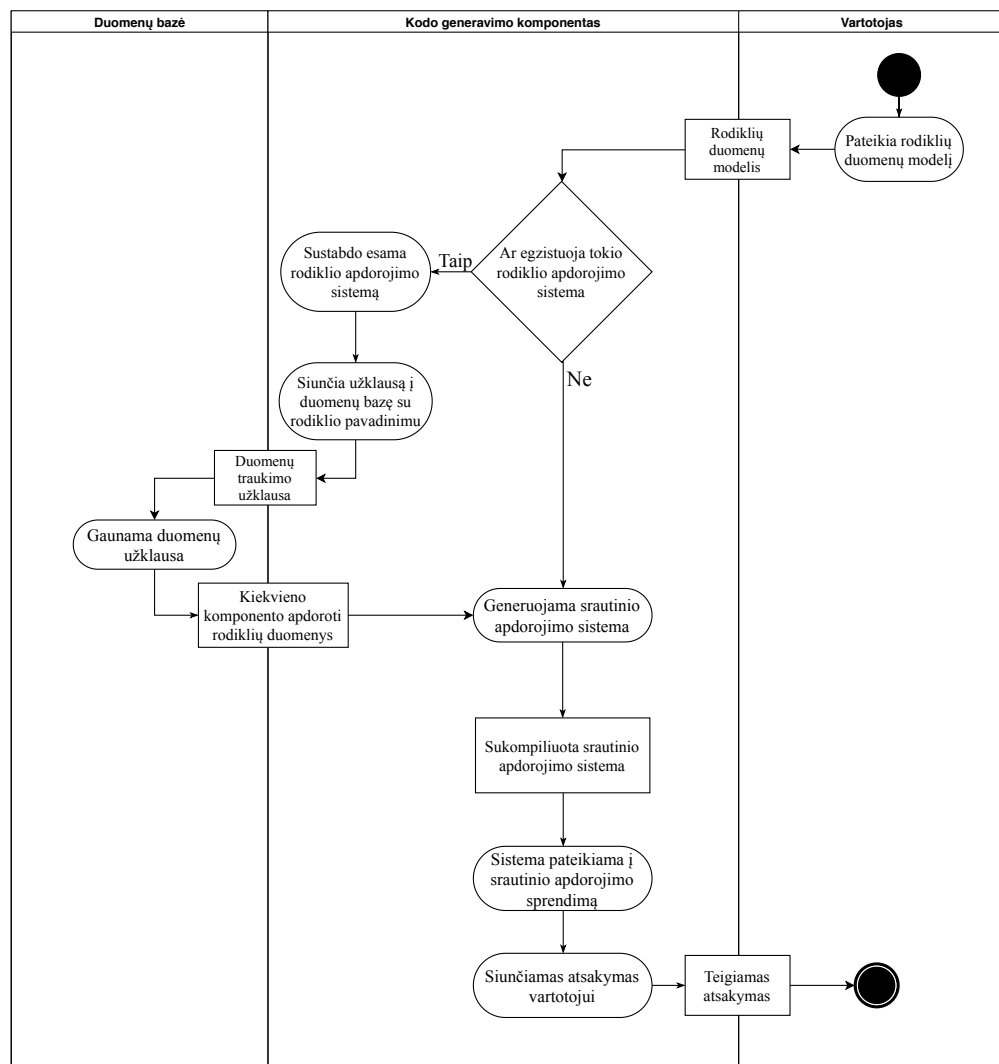 Duomenų bazė
Kodo generavimo komponentas
Vartotojas
Pateikia rodiklių
duomenų modelį
Rodiklių
duomenų
modelis
Ar egzistuoja tokio
rodiklio apdorojimo
sistema
Taip
Ne
Sustabdo esama
rodiklio apdorojimo
sistemą
Siunčia užklausą į
duomenų bazę su
rodiklio pavadinimu
Duomenų
traukimo
užklausa
Gaunama duomenų
užklausa
Kiekvieno
komponento apdoroti
rodiklių duomenys
Generuojama srautinio
apdorojimo sistema
Sukompiliuota srautinio
apdorojimo sistema
Sistema pateikiama į
srautinio apdorojimo
sprendimą
Siunčiamas atsakymas
vartotojui
Teigiamas
atsakymas